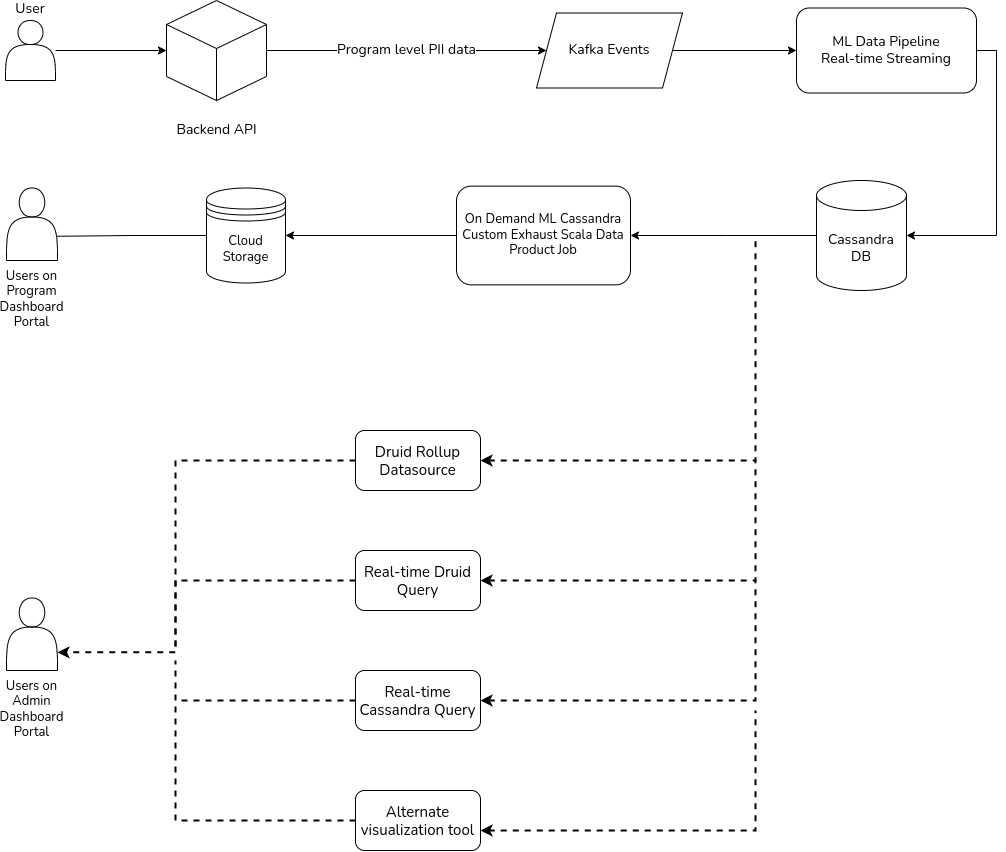 User
Program level PII data
Kafka Events
ML Data Pipeline
Real-time Streaming
Backend API
On Demand ML Cassandra
Custom Exhaust Scala Data
Product Job
Cloud
Storage
Cassandra
DB
Users on
Program
Dashboard
Portal
Druid Rollup
Datasource
Real-time Druid
Query
Real-time
Cassandra Query
Users on
Admin
Dashboard
Portal
Alternate
visualization tool